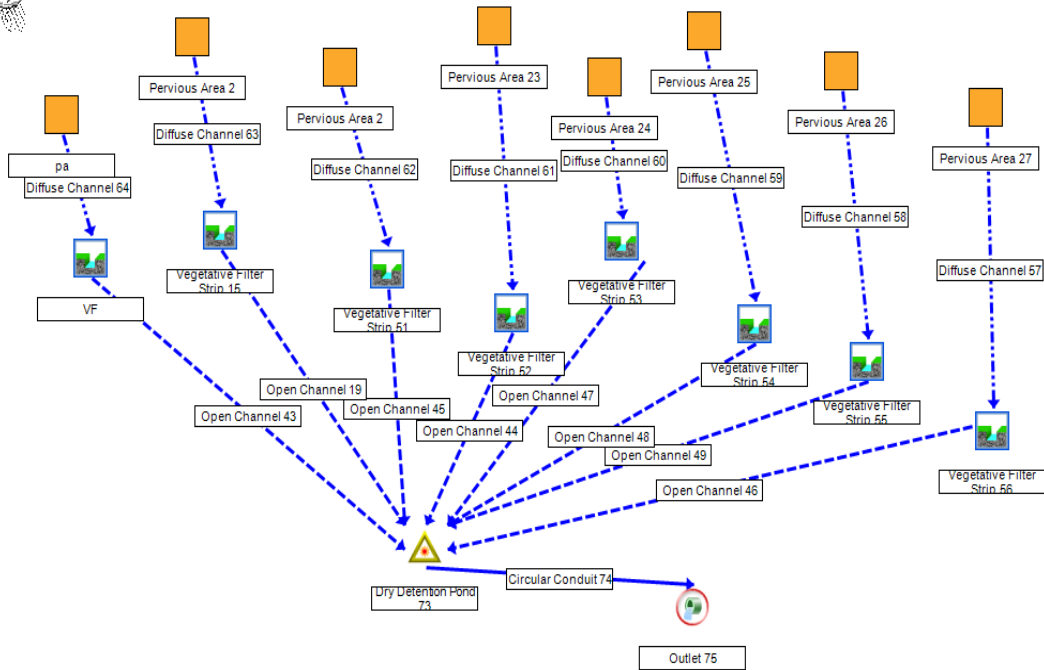 Pervious Area 2
Pervious Area 23
Pervious Area 25
Pervious Area 2
Pervious Area 24
Pervious Area 26
Diffuse Channel 63
pa
Diffuse Channel 64
Diffuse Channel 62
Diffuse Channel 61
Diffuse Channel 60
Diffuse Channel 59
Pervious Area 27
Diffuse Channel 58
Diffuse Channel 57
Vegetative Filter
Strip 15
VF
Vegetative Filter
Strip 51
Vegetative Filter
Strip 53
Vegetative Filter
Strip 52
Vegetative Filter
Strip 54
Vegetative Filter
Strip 55
Vegetative Filter
Strip 56
Open Channel 19
Open Channel 43
Open Channel 45
Open Channel 47
Open Channel 44
Open Channel 48
Open Channel 49
Open Channel 46
Dry Detention Pond
73
Circular Conduit 74
Outlet 75